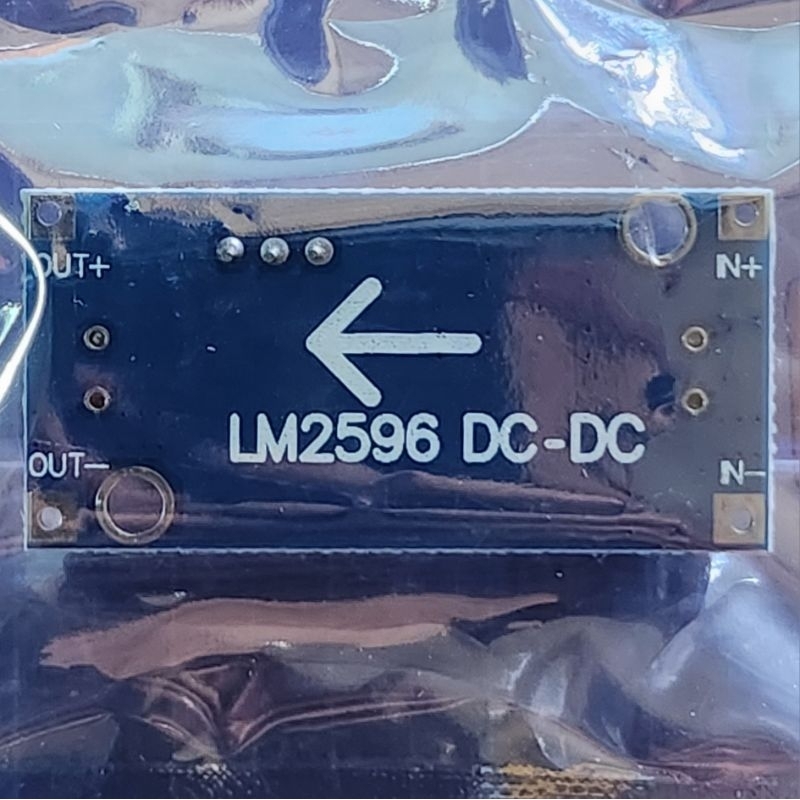 OUT+
IN+
LM2596 DC-DC
OUT-
IN-